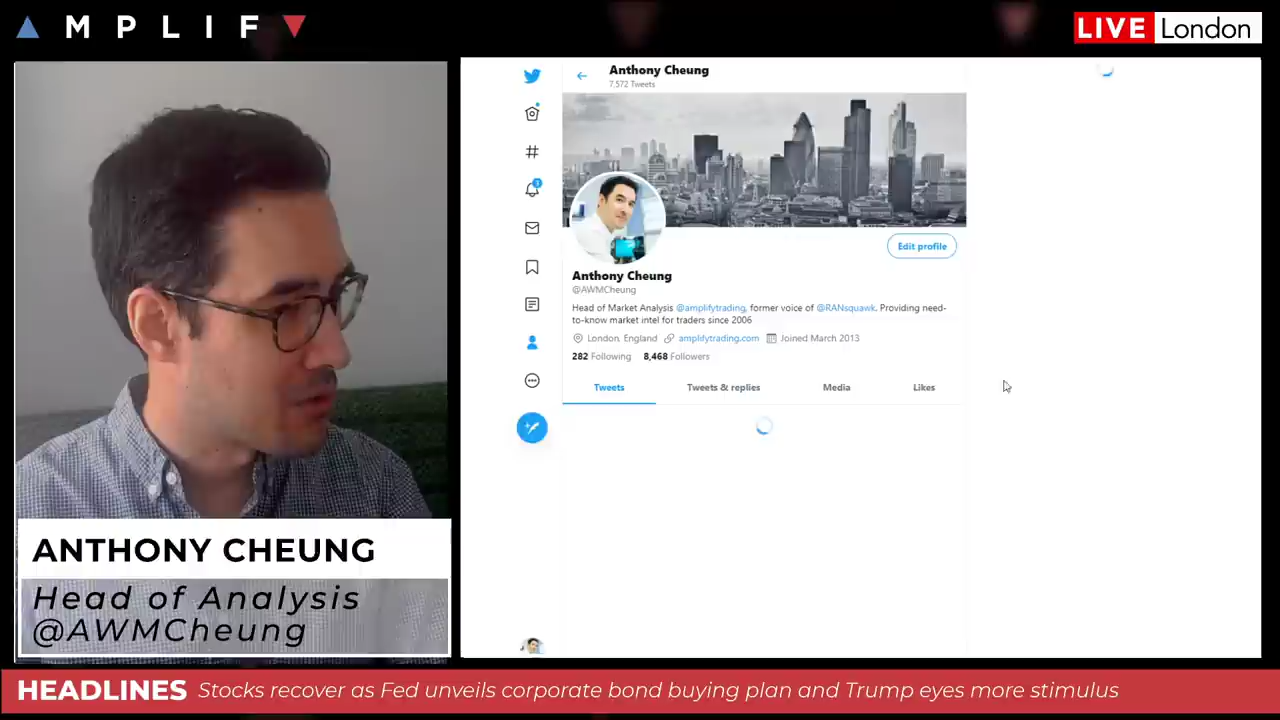 AMPLIFY
LIVE London
Anthony Cheung
7,572 Tweets
Edit profile
Anthony Cheung
@AWMCheung
Head of Market Analysis @amplifytrading, former voice of @RANsquawk. Providing need-
to-know market intel for traders since 2006
London, England amplifytrading.com Joined March 2013
282 Following 8,468 Followers
Tweets Tweets & replies Media Likes
ANTHONY CHEUNG
Head of Analysis
@AWMCheung
HEADLINES Stocks recover as Fed unveils corporate bond buying plan and Trump eyes more stimulus